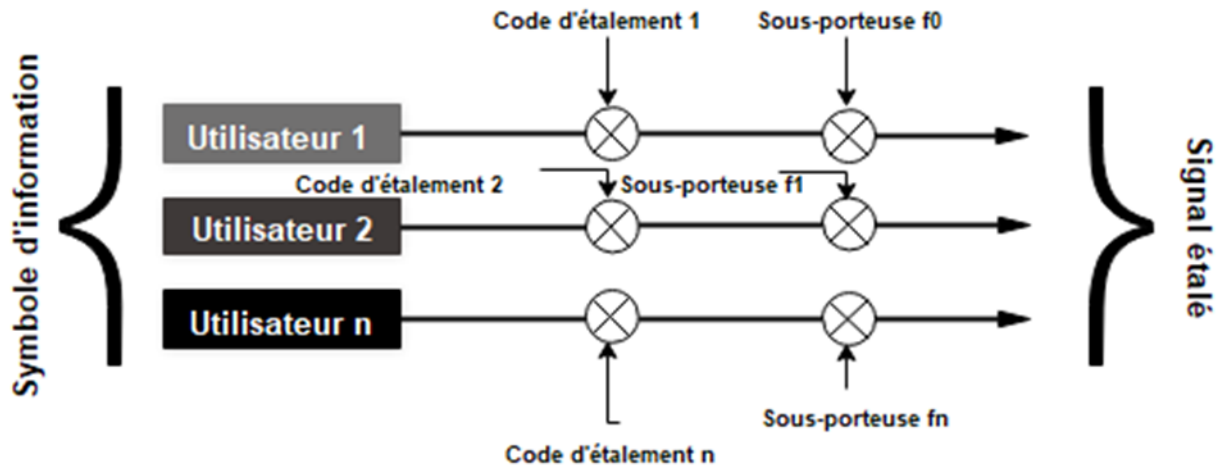 Code d'étalement 1
Sous-porteuse f0
Symbole d'information
Utilisateur 1
Code d'étalement 2
Sous-porteuse f1
Utilisateur 2
Utilisateur n
Code d'étalement n
Sous-porteuse fn
Signal étalé